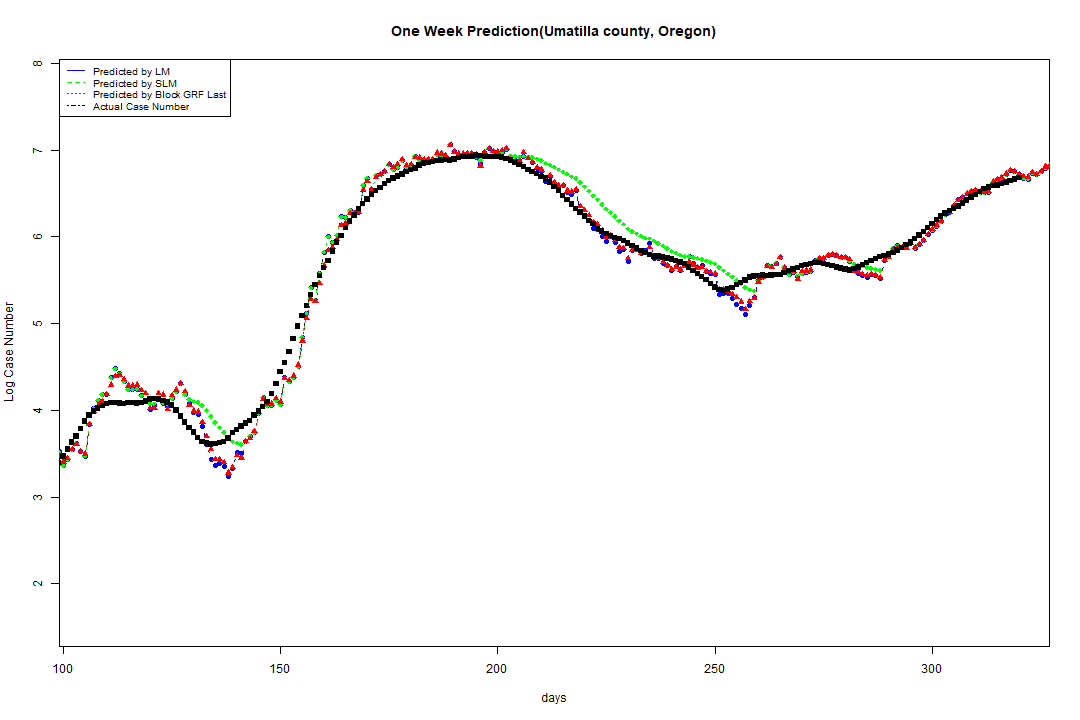 One Week Prediction(Umatilla county, Oregon)
Predicted by LM
Predicted by SLM
Predicted by Block GRF Last
Actual Case Number
8
7
6
5
4
3
2
Log Case Number
100 150 200 250 300
days